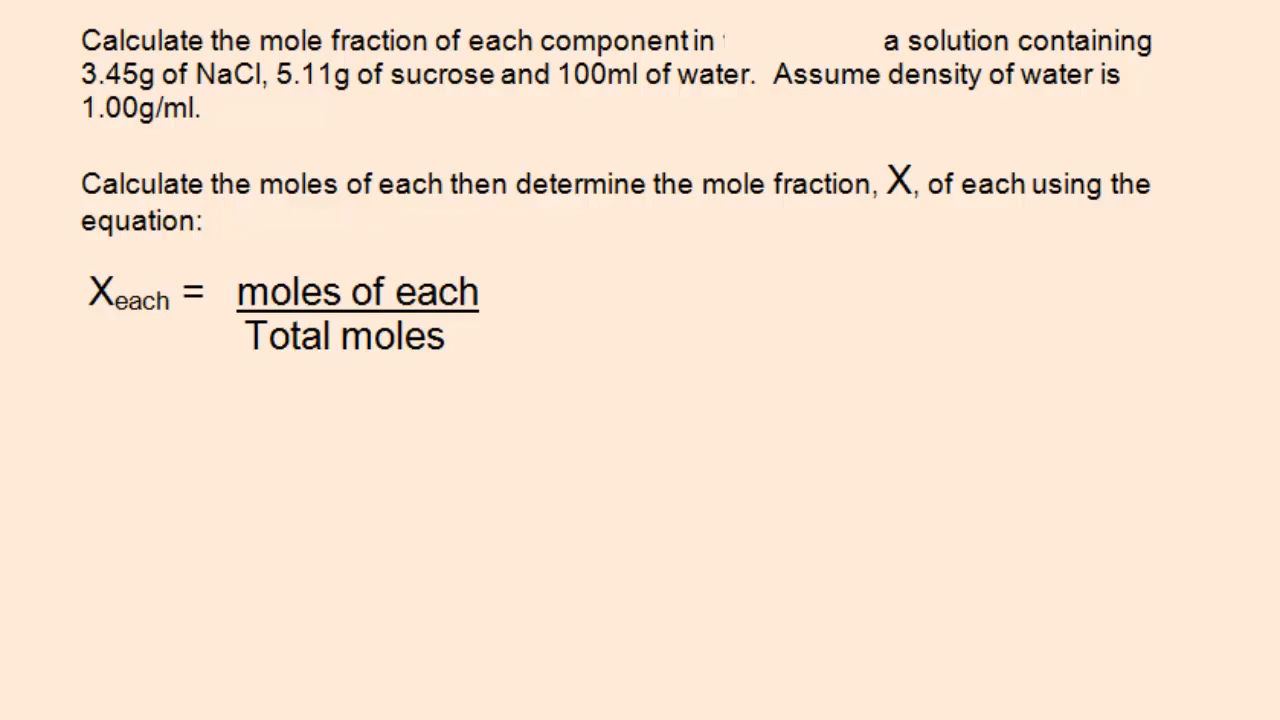 Calculate the mole fraction of each component in a solution containing
3.45g of NaCl, 5.11g of sucrose and 100ml of water. Assume density of water is
1.00g/ml.
Calculate the moles of each then determine the mole fraction, X, of each using the
equation:
Xeach = moles of each
Total moles